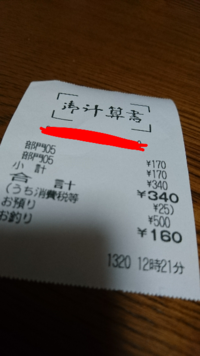 御計算書
部門05 ¥170
部門05 ¥170
小計 ¥340
合計 ¥340
(うち消費税等 ¥25)
お預り ¥500
お釣り ¥160
1320 12時21分